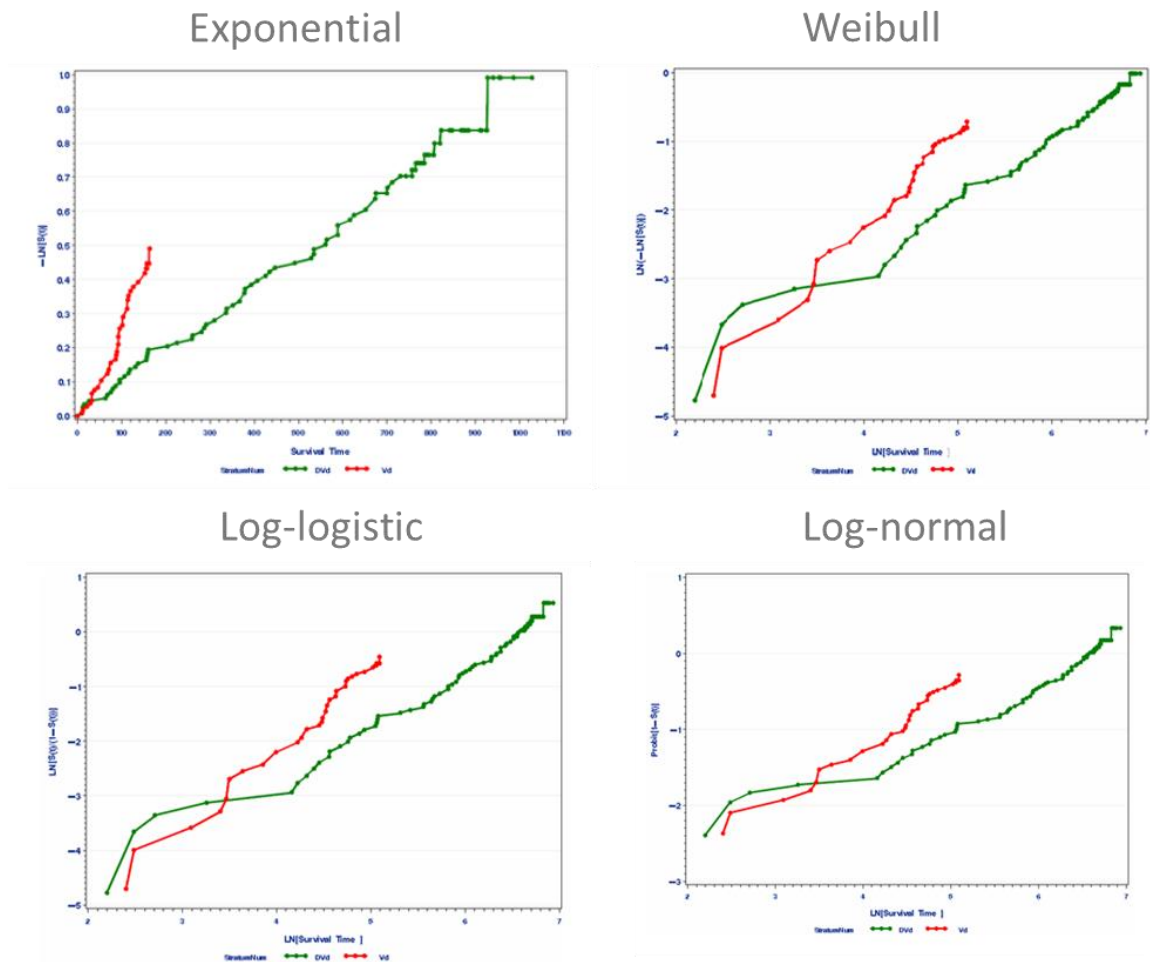 Exponential
Weibull
1.0
0.9
0.8
0.7
0.6
0.5
0.4
0.3
0.2
0.1
0.0
-LN[S(t)]
0 100 200 300 400 500 600 700 800 900 1000 1100
Survival Time
StratumNum DVd Vd
0
-1
-2
-3
-4
-5
LN(-LN[S(t)])
2 3 4 5 6 7
LN[Survival Time ]
StratumNum DVd Vd
Log-logistic
Log-normal
1
0
-1
-2
-3
-4
-5
LN[S(t)/(1-S(t))]
2 3 4 5 6 7
LN[Survival Time ]
StratumNum DVd Vd
1
0
-1
-2
-3
Probit[1-S(t)]
2 3 4 5 6 7
LN[Survival Time ]
StratumNum DVd Vd